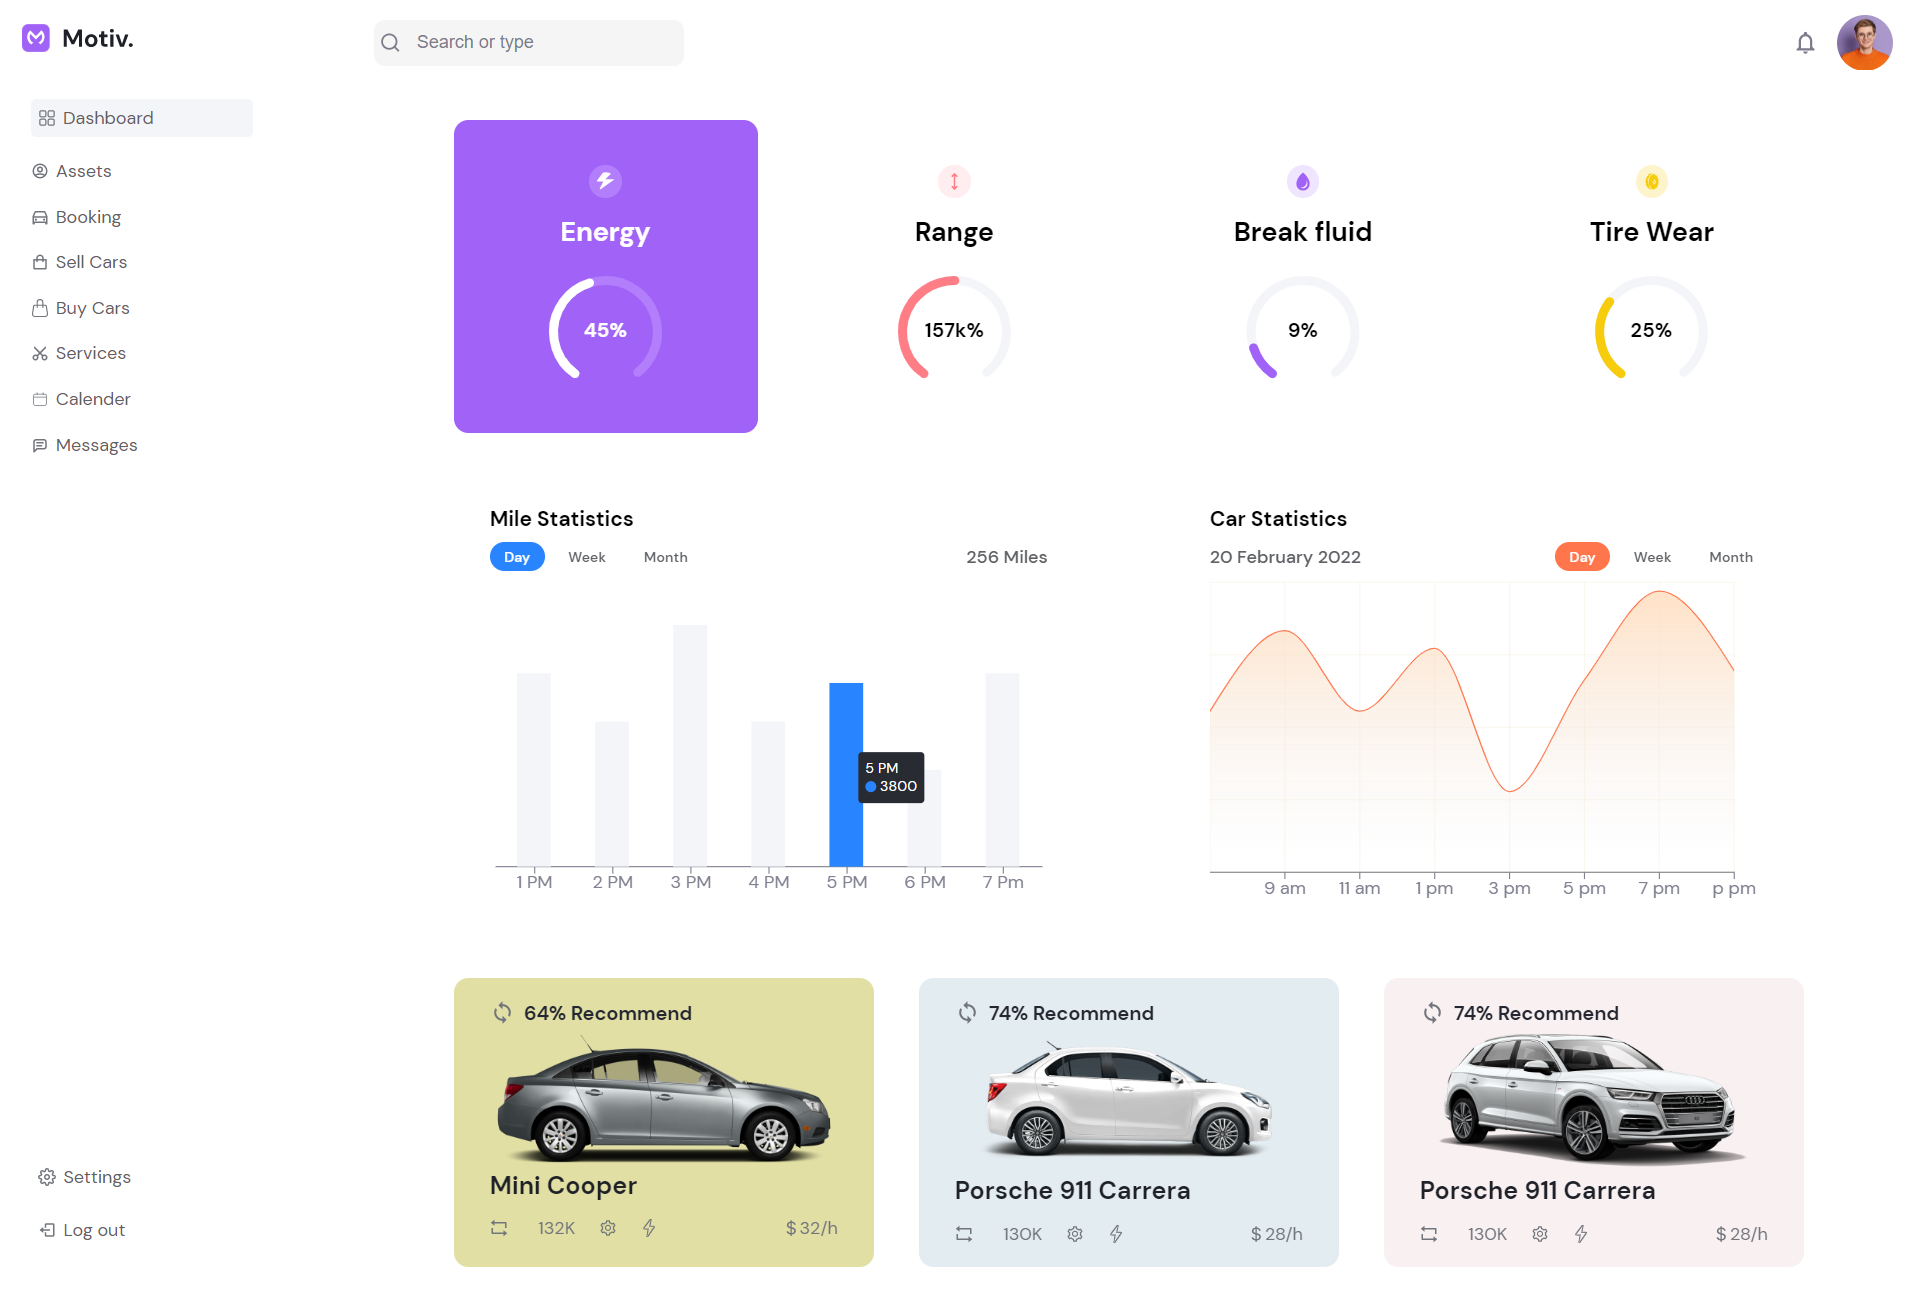 Motiv.
Search or type
Dashboard
Assets
Booking
Sell Cars
Buy Cars
Services
Calender
Messages
Settings
Log out
Energy
45%
Range
157k%
Break fluid
9%
Tire Wear
25%
Mile Statistics
Day Week Month 256 Miles
5 PM
3800
1 PM 2 PM 3 PM 4 PM 5 PM 6 PM 7 Pm
Car Statistics
20 February 2022 Day Week Month
9 am 11 am 1 pm 3 pm 5 pm 7 pm p pm
64% Recommend
Mini Cooper
132K $ 32/h
74% Recommend
Porsche 911 Carrera
130K $ 28/h
74% Recommend
Porsche 911 Carrera
130K $ 28/h